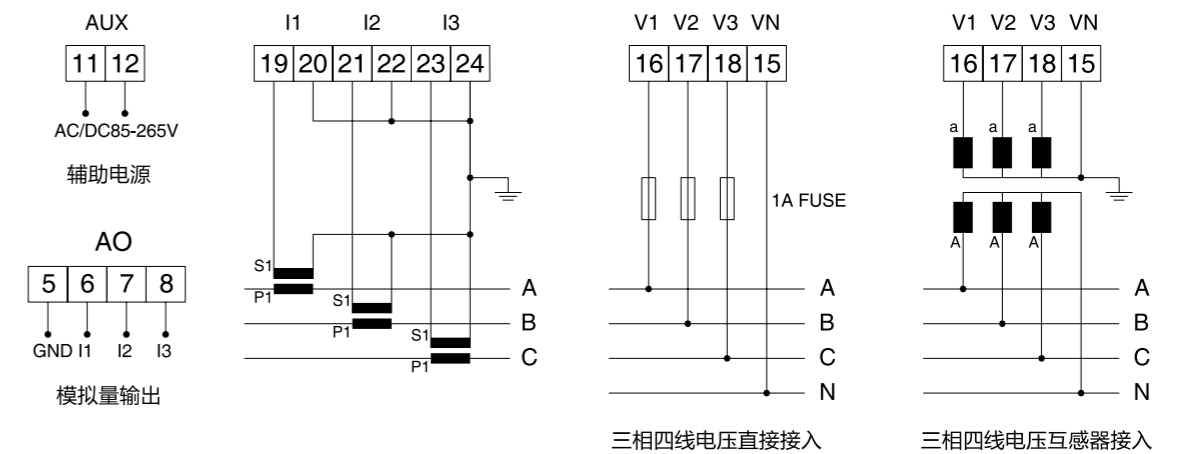 AUX
11 12
AC/DC85-265V
辅助电源
AO
5 6 7 8
GND I1 I2 I3
模拟量输出
I1 I2 I3
19 20 21 22 23 24
S1
P1
S1
P1
S1
P1
A
B
C
V1 V2 V3 VN
16 17 18 15
1A FUSE
A
B
C
N
三相四线电压直接接入
V1 V2 V3 VN
16 17 18 15
a a a
A A A
A
B
C
N
三相四线电压互感器接入